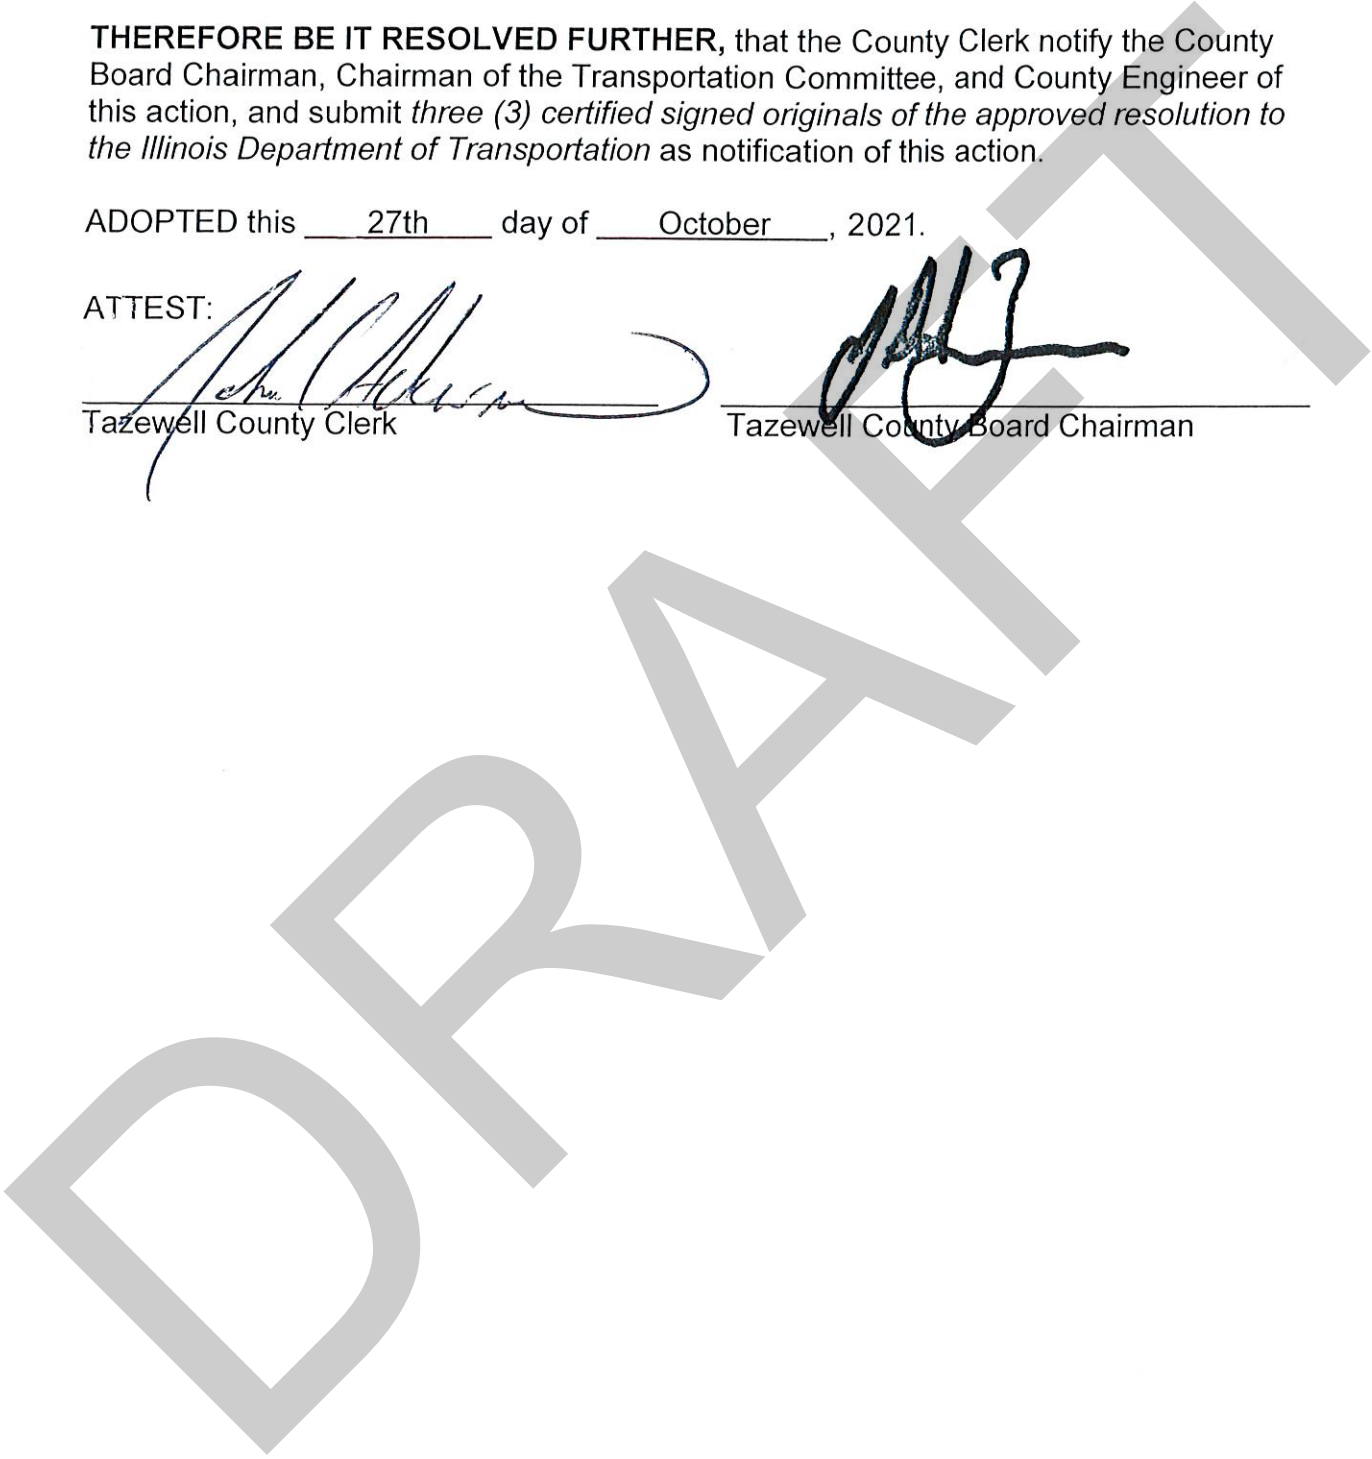 THEREFORE BE IT RESOLVED FURTHER, that the County Clerk notify the County
Board Chairman, Chairman of the Transportation Committee, and County Engineer of
this action, and submit three (3) certified signed originals of the approved resolution to
the Illinois Department of Transportation as notification of this action.
ADOPTED this 27th day of October, 2021.
ATTEST:
John C Ackerman
Tazewell County Clerk
Tazewell County Board Chairman
DRAFT